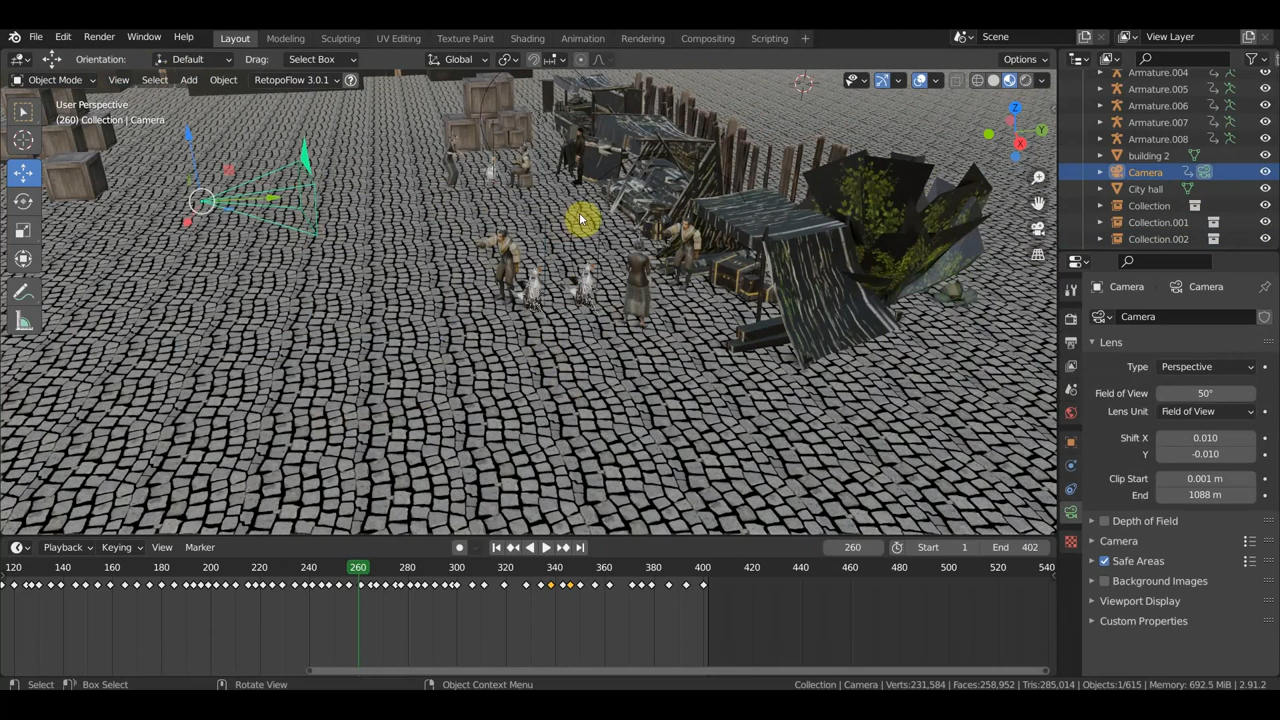 File Edit Render Window Help Layout Modeling Sculpting UV Editing Texture Paint Shading Animation Rendering Compositing Scripting + Scene View Layer
Orientation: Default Drag: Select Box Global Options
Object Mode View Select Add Object RetopoFlow 3.0.1 ?
User Perspective
(260) Collection | Camera
Z
Y
X
Armature.004
Armature.005
Armature.006
Armature.007
Armature.008
building 2
Camera
City hall
Collection
Collection.001
Collection.002
Camera Camera
Camera
Lens
Type Perspective
Field of View 50°
Lens Unit Field of View
Shift X 0.010
Y -0.010
Clip Start 0.001 m
End 1088 m
Depth of Field
Camera
Safe Areas
Background Images
Viewport Display
Custom Properties
Playback Keying View Marker 260 Start 1 End 402
120 140 160 180 200 220 240 260 280 300 320 340 360 380 400 420 440 460 480 500 520 540
Select Box Select Rotate View Object Context Menu Collection | Camera | Verts:231,584 | Faces:258,952 | Tris:285,014 | Objects:1/615 | Memory: 692.5 MiB | 2.91.2